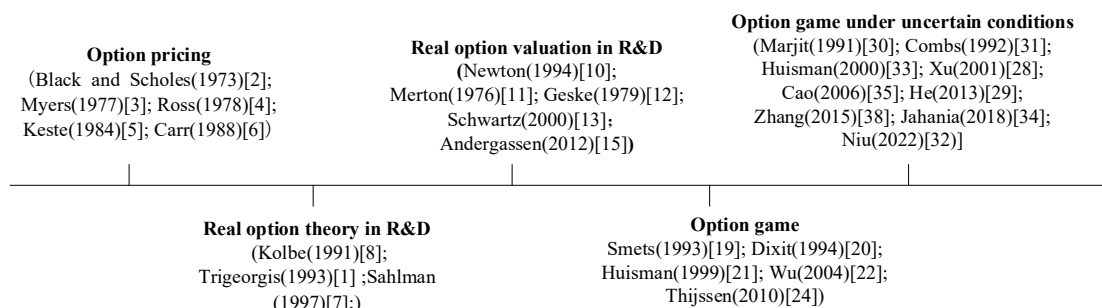 Option pricing
（Black and Scholes(1973)[2];
Myers(1977)[3]; Ross(1978)[4];
Keste(1984)[5]; Carr(1988)[6]）
Real option valuation in R&D
(Newton(1994)[10];
Merton(1976)[11]; Geske(1979)[12];
Schwartz(2000)[13];
Andergassen(2012)[15])
Option game under uncertain conditions
(Marjit(1991)[30]; Combs(1992)[31];
Huisman(2000)[33]; Xu(2001)[28];
Cao(2006)[35]; He(2013)[29];
Zhang(2015)[38]; Jahania(2018)[34];
Niu(2022)[32)]
Real option theory in R&D
(Kolbe(1991)[8];
Trigeorgis(1993)[1] ;Sahlman
(1997)[7];)
Option game
Smets(1993)[19]; Dixit(1994)[20];
Huisman(1999)[21]; Wu(2004)[22];
Thijssen(2010)[24])